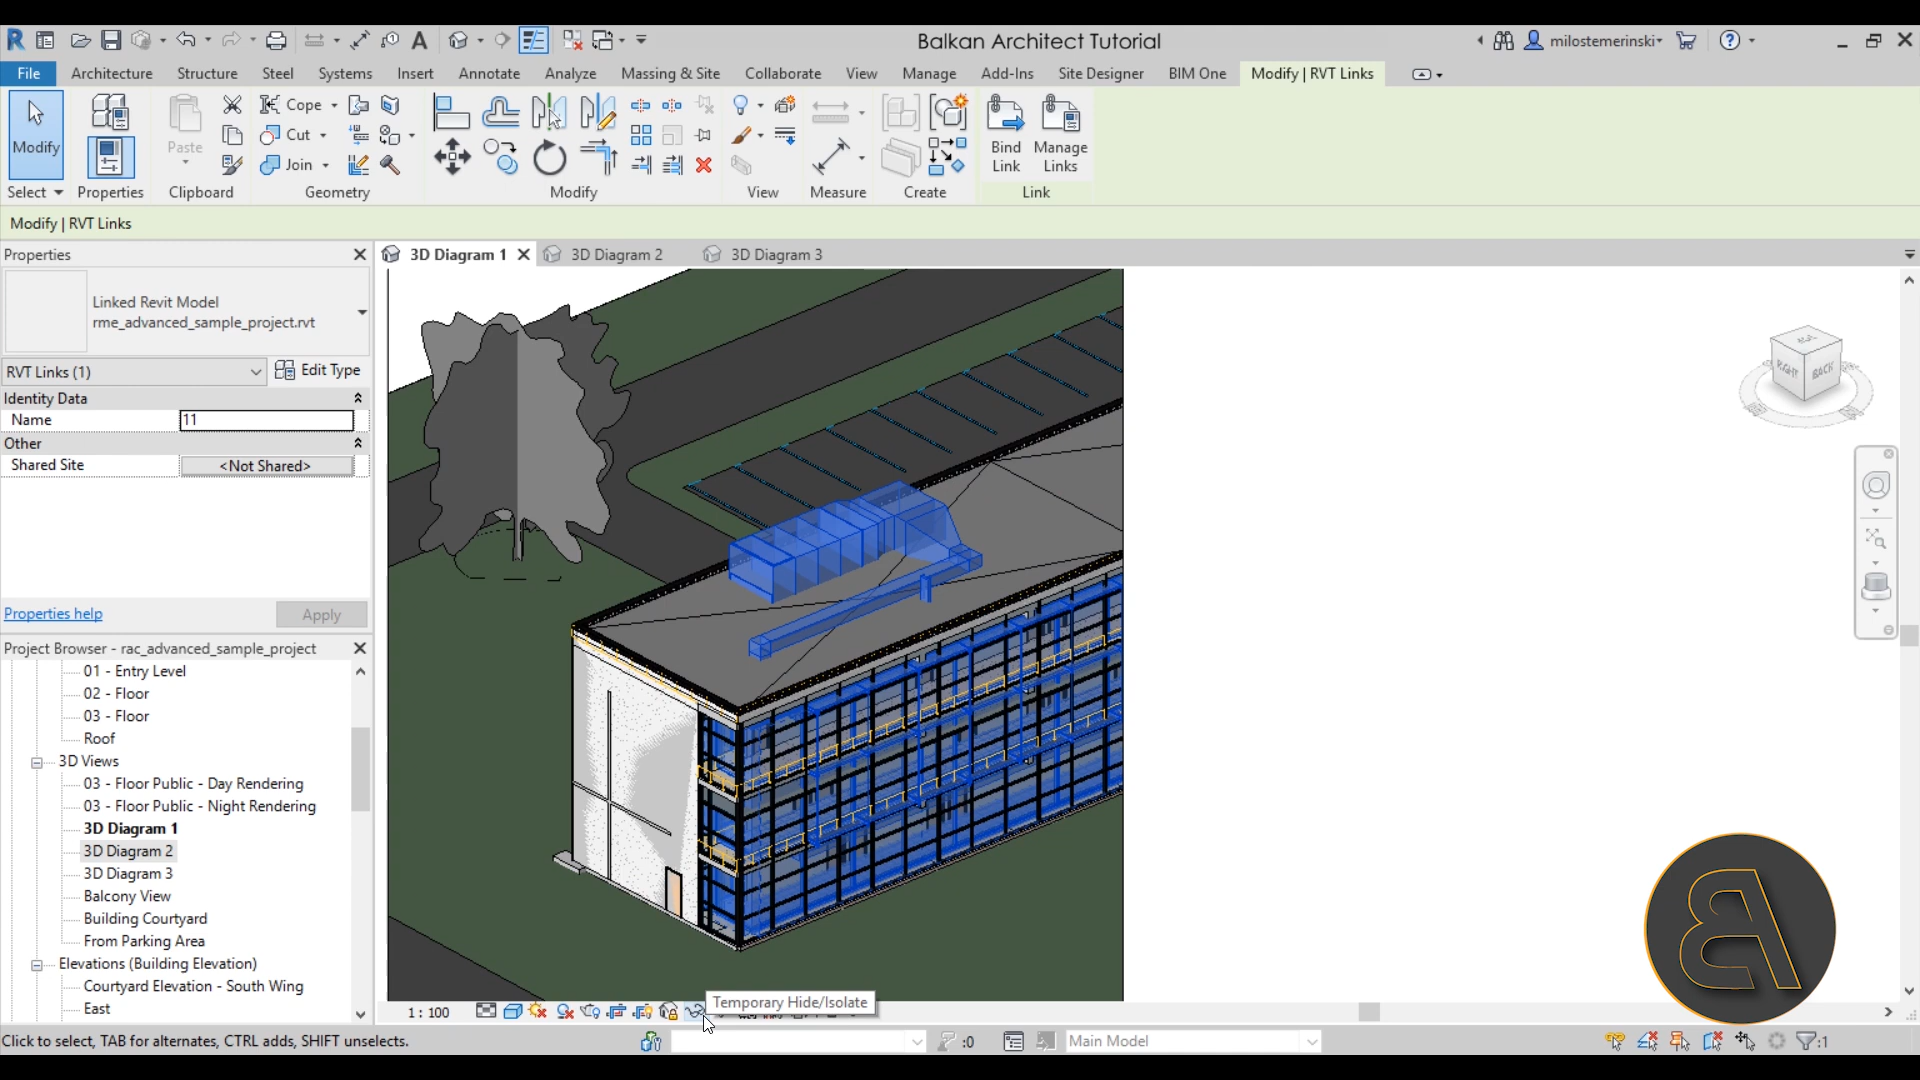 Balkan Architect Tutorial
milostemerinski
File Architecture Structure Steel Systems Insert Annotate Analyze Massing & Site Collaborate View Manage Add-Ins Site Designer BIM One Modify | RVT Links
Modify
Paste
Cope
Cut
Join
Bind Link
Manage Links
Select Properties Clipboard Geometry Modify View Measure Create Link
Modify | RVT Links
Properties
3D Diagram 1
3D Diagram 2
3D Diagram 3
Linked Revit Model
rme_advanced_sample_project.rvt
RVT Links (1)
Edit Type
Identity Data
Name 11
Other
Shared Site <Not Shared>
Properties help
Apply
RIGHT
BACK
Project Browser - rac_advanced_sample_project
01 - Entry Level
02 - Floor
03 - Floor
Roof
3D Views
03 - Floor Public - Day Rendering
03 - Floor Public - Night Rendering
3D Diagram 1
3D Diagram 2
3D Diagram 3
Balcony View
Building Courtyard
From Parking Area
Elevations (Building Elevation)
Courtyard Elevation - South Wing
East
1 : 100
Temporary Hide/Isolate
Click to select, TAB for alternates, CTRL adds, SHIFT unselects.
:0
Main Model
:1